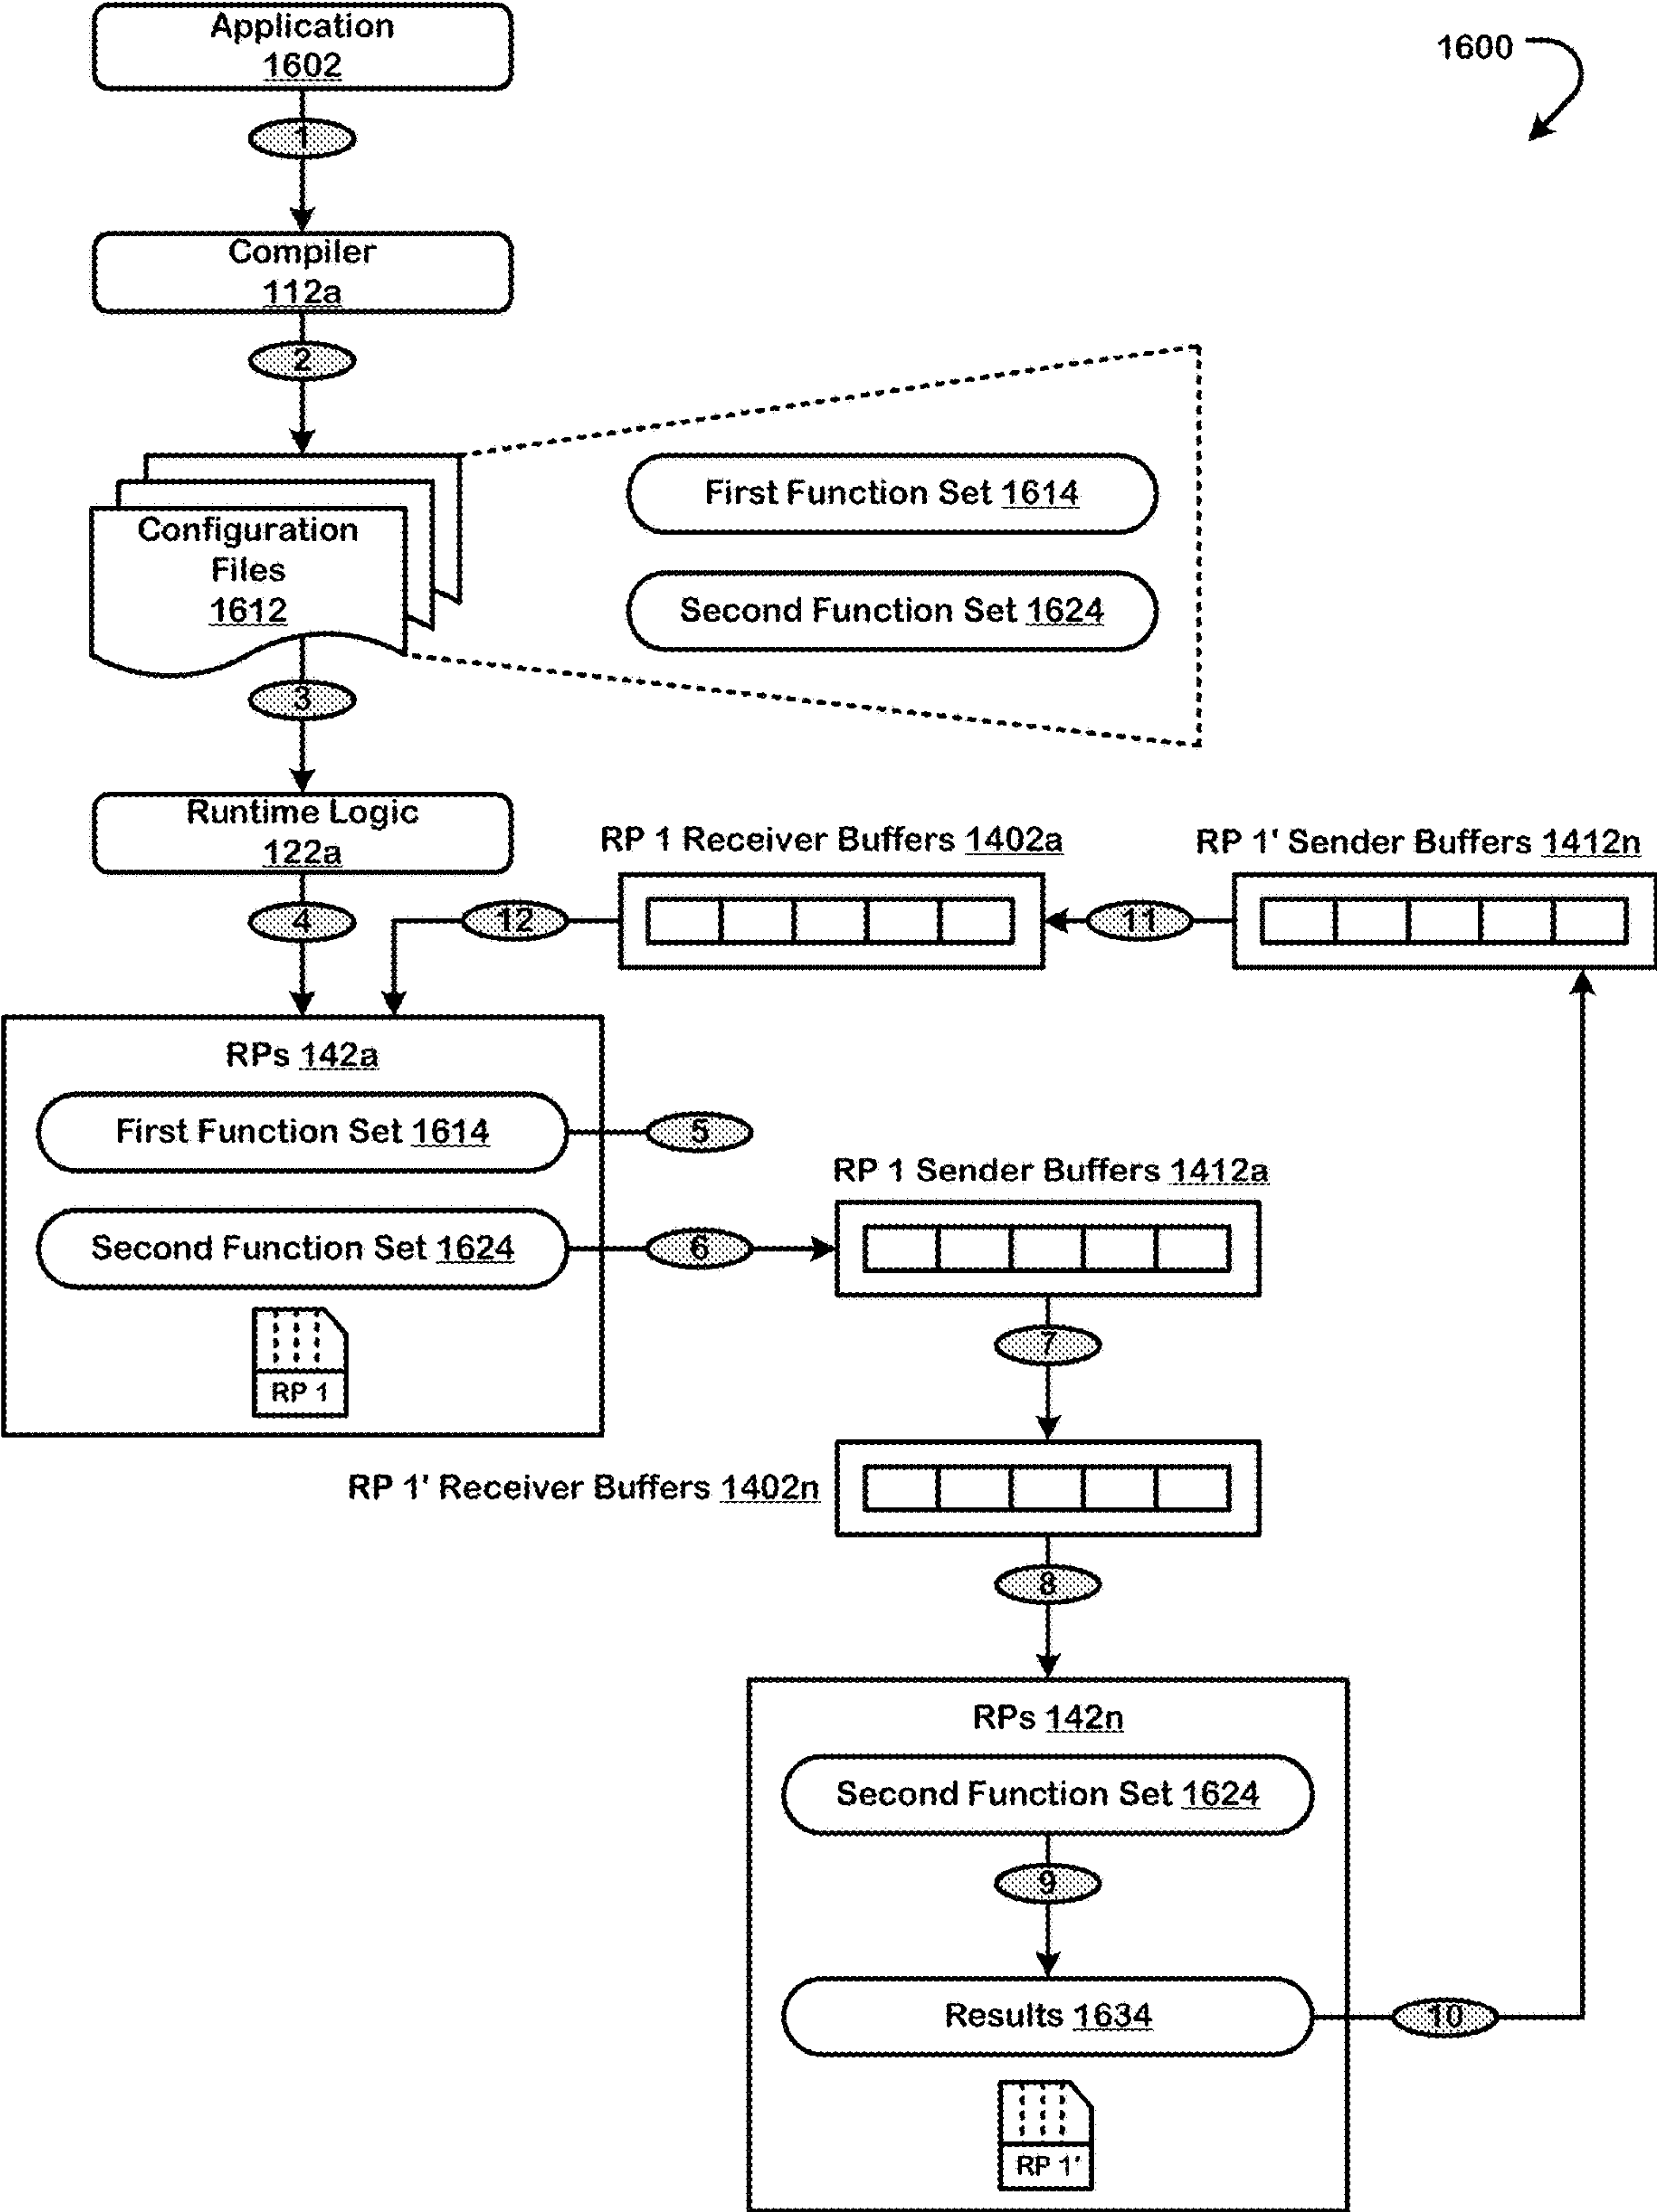 Application
1602
1600
1
Compiler
112a
2
First Function Set 1614
Configuration
Files
1612
Second Function Set 1624
3
Runtime Logic
122a
RP 1 Receiver Buffers 1402a
RP 1' Sender Buffers 1412n
4
12
11
RPs 142a
First Function Set 1614
5
RP 1 Sender Buffers 1412a
Second Function Set 1624
6
7
RP 1
RP 1' Receiver Buffers 1402n
8
RPs 142n
Second Function Set 1624
9
Results 1634
10
RP 1'